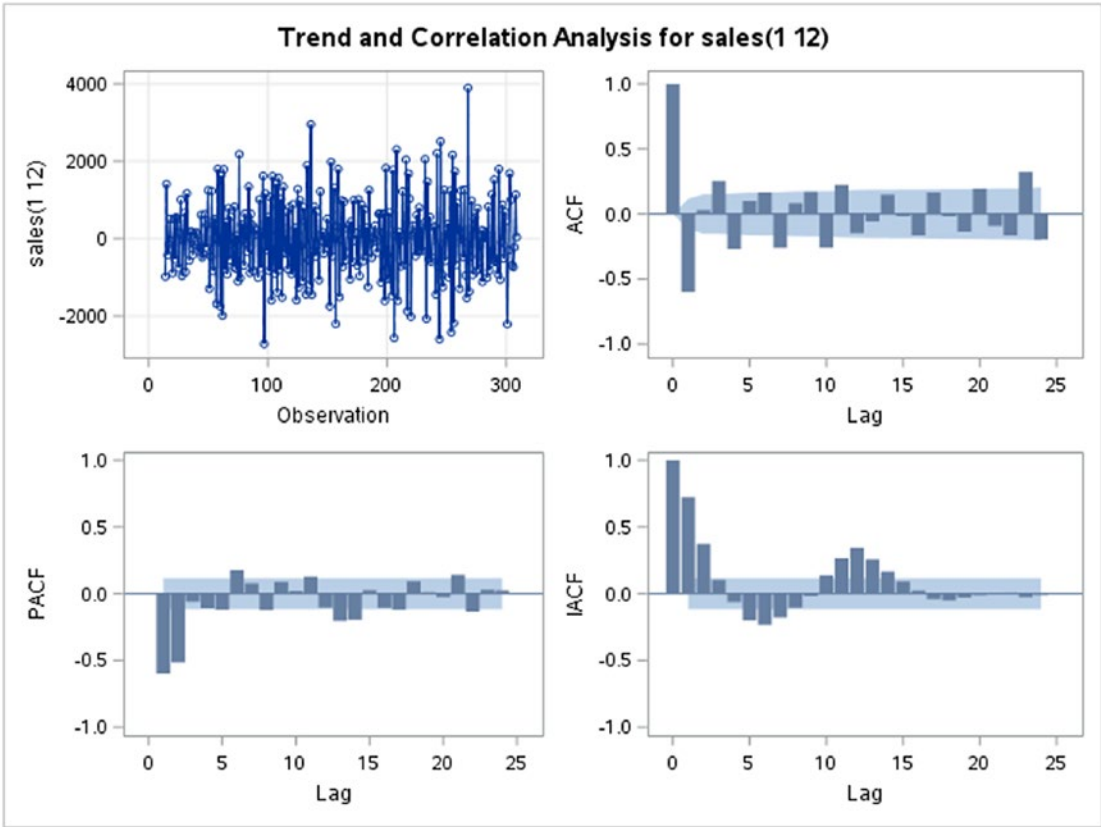 Trend and Correlation Analysis for sales(1 12)
sales(1 12)
4000
2000
0
-2000
0 100 200 300
Observation
ACF
1.0
0.5
0.0
-0.5
-1.0
0 5 10 15 20 25
Lag
PACF
1.0
0.5
0.0
-0.5
-1.0
0 5 10 15 20 25
Lag
IACF
1.0
0.5
0.0
-0.5
-1.0
0 5 10 15 20 25
Lag